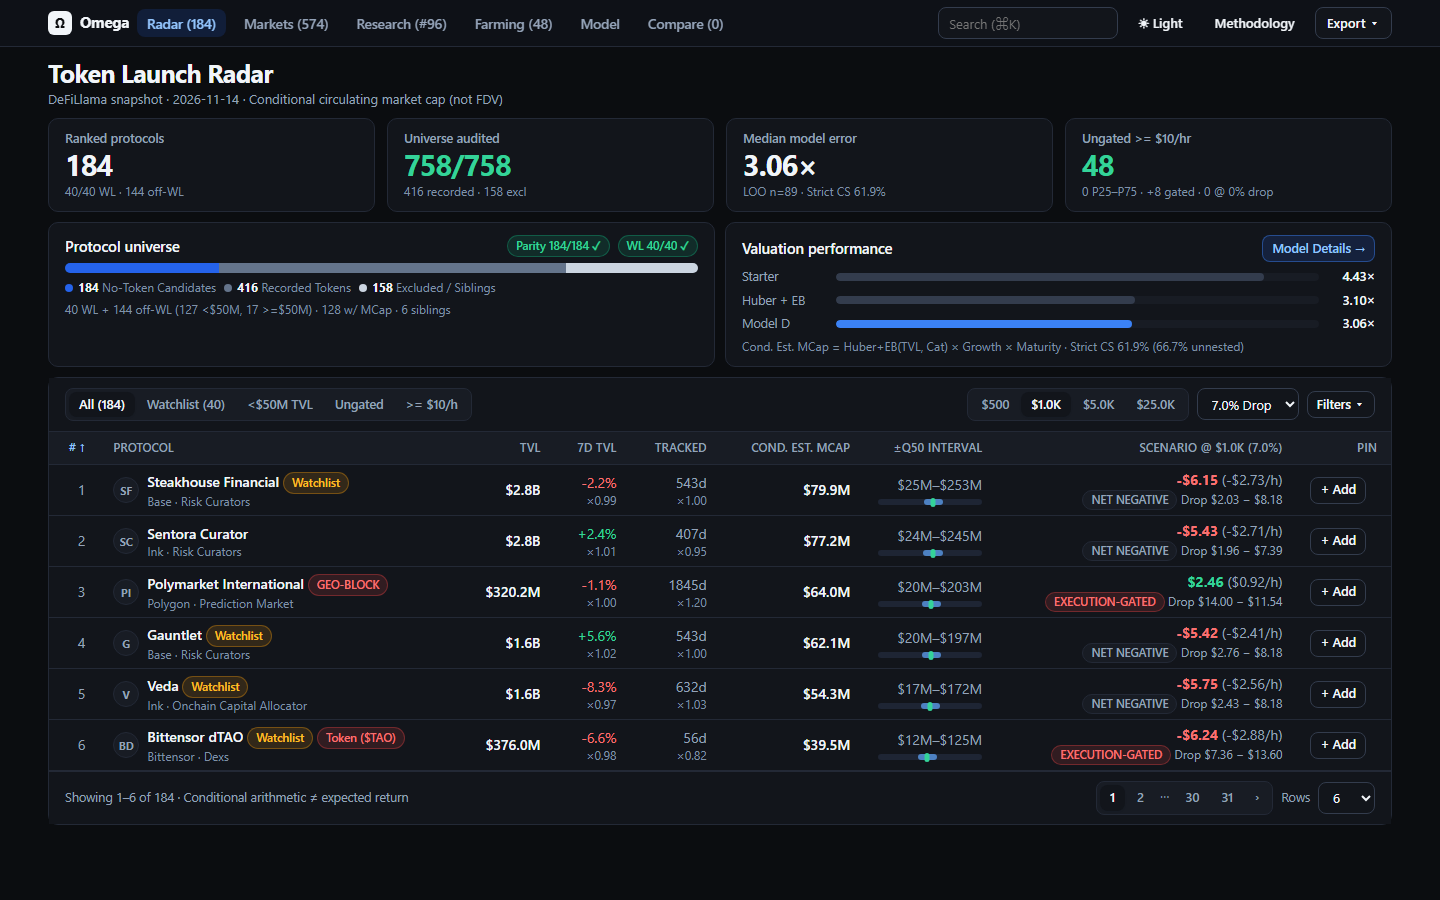 Ω Omega Radar (184) Markets (574) Research (#96) Farming (48) Model Compare (0) Search (⌘K) ☀ Light Methodology Export ▾
Token Launch Radar
DeFiLlama snapshot · 2026-11-14 · Conditional circulating market cap (not FDV)
Ranked protocols
184
40/40 WL · 144 off-WL
Universe audited
758/758
416 recorded · 158 excl
Median model error
3.06×
LOO n=89 · Strict CS 61.9%
Ungated >= $10/hr
48
0 P25–P75 · +8 gated · 0 @ 0% drop
Protocol universe Parity 184/184 ✓ WL 40/40 ✓
184 No-Token Candidates 416 Recorded Tokens 158 Excluded / Siblings
40 WL + 144 off-WL (127 <$50M, 17 >=$50M) · 128 w/ MCap · 6 siblings
Valuation performance Model Details →
Starter 4.43×
Huber + EB 3.10×
Model D 3.06×
Cond. Est. MCap = Huber+EB(TVL, Cat) × Growth × Maturity · Strict CS 61.9% (66.7% unnested)
All (184) Watchlist (40) <$50M TVL Ungated >= $10/h $500 $1.0K $5.0K $25.0K 7.0% Drop Filters ▾
# ↑ PROTOCOL TVL 7D TVL TRACKED COND. EST. MCAP ±Q50 INTERVAL SCENARIO @ $1.0K (7.0%) PIN
1 SF Steakhouse Financial Watchlist $2.8B -2.2% 543d $79.9M $25M–$253M -$6.15 (-$2.73/h) + Add
Base · Risk Curators ×0.99 ×1.00 NET NEGATIVE Drop $2.03 – $8.18
2 SC Sentora Curator $2.8B +2.4% 407d $77.2M $24M–$245M -$5.43 (-$2.71/h) + Add
Ink · Risk Curators ×1.01 ×0.95 NET NEGATIVE Drop $1.96 – $7.39
3 PI Polymarket International GEO-BLOCK $320.2M -1.1% 1845d $64.0M $20M–$203M $2.46 ($0.92/h) + Add
Polygon · Prediction Market ×1.00 ×1.20 EXECUTION-GATED Drop $14.00 – $11.54
4 G Gauntlet Watchlist $1.6B +5.6% 543d $62.1M $20M–$197M -$5.42 (-$2.41/h) + Add
Base · Risk Curators ×1.02 ×1.00 NET NEGATIVE Drop $2.76 – $8.18
5 V Veda Watchlist $1.6B -8.3% 632d $54.3M $17M–$172M -$5.75 (-$2.56/h) + Add
Ink · Onchain Capital Allocator ×0.97 ×1.03 NET NEGATIVE Drop $2.43 – $8.18
6 BD Bittensor dTAO Watchlist Token ($TAO) $376.0M -6.6% 56d $39.5M $12M–$125M -$6.24 (-$2.88/h) + Add
Bittensor · Dexs ×0.98 ×0.82 EXECUTION-GATED Drop $7.36 – $13.60
Showing 1–6 of 184 · Conditional arithmetic ≠ expected return 1 2 ··· 30 31 › Rows 6